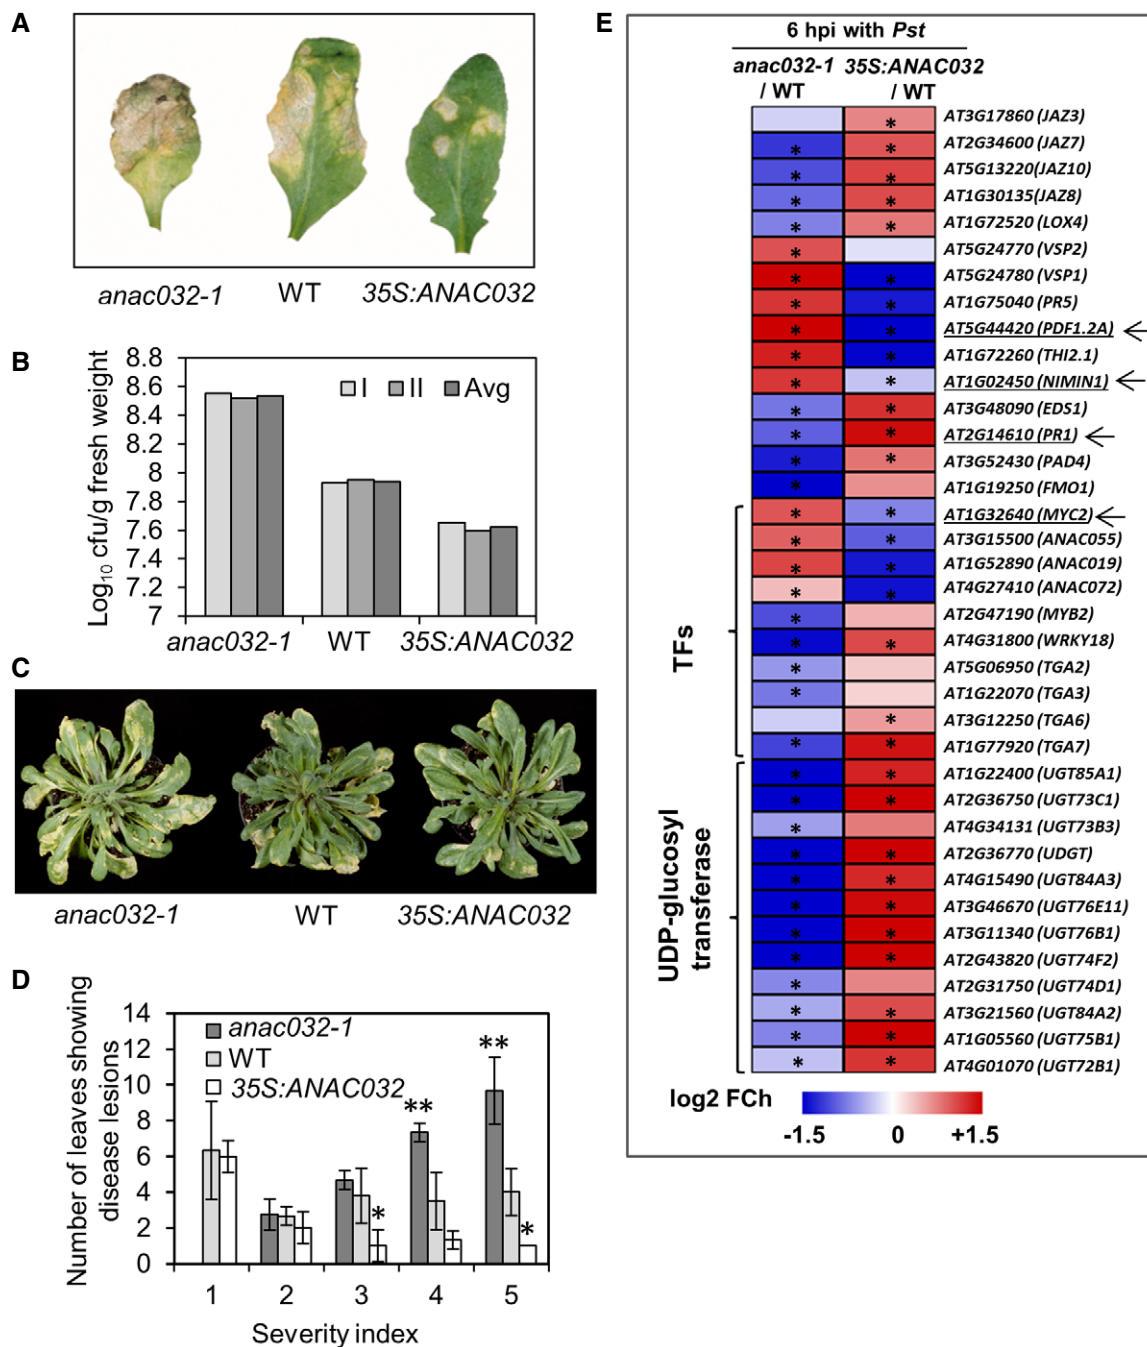 A
anac032-1 WT 35S:ANAC032
B
Log10 cfu/g fresh weight
8.8
8.6
8.4
8.2
8
7.8
7.6
7.4
7.2
7
I II Avg
anac032-1 WT 35S:ANAC032
C
anac032-1 WT 35S:ANAC032
D
Number of leaves showing
disease lesions
14
12
10
8
6
4
2
0
anac032-1
WT
35S:ANAC032
*
**
**
*
1 2 3 4 5
Severity index
E
6 hpi with Pst
anac032-1 35S:ANAC032
/ WT / WT
* AT3G17860 (JAZ3)
* * AT2G34600 (JAZ7)
* * AT5G13220(JAZ10)
* * AT1G30135(JAZ8)
* * AT1G72520 (LOX4)
* AT5G24770 (VSP2)
* * AT5G24780 (VSP1)
* * AT1G75040 (PR5)
* * AT5G44420 (PDF1.2A)
* * AT1G72260 (THI2.1)
* * AT1G02450 (NIMIN1)
* * AT3G48090 (EDS1)
* * AT2G14610 (PR1)
* * AT3G52430 (PAD4)
* AT1G19250 (FMO1)
TFs
* * AT1G32640 (MYC2)
* * AT3G15500 (ANAC055)
* * AT1G52890 (ANAC019)
* * AT4G27410 (ANAC072)
* AT2G47190 (MYB2)
* * AT4G31800 (WRKY18)
* AT5G06950 (TGA2)
* AT1G22070 (TGA3)
* AT3G12250 (TGA6)
* * AT1G77920 (TGA7)
UDP-glucosyl
transferase
* * AT1G22400 (UGT85A1)
* * AT2G36750 (UGT73C1)
* AT4G34131 (UGT73B3)
* * AT2G36770 (UDGT)
* * AT4G15490 (UGT84A3)
* * AT3G46670 (UGT76E11)
* * AT3G11340 (UGT76B1)
* * AT2G43820 (UGT74F2)
* AT2G31750 (UGT74D1)
* * AT3G21560 (UGT84A2)
* * AT1G05560 (UGT75B1)
* * AT4G01070 (UGT72B1)
log2 FCh
-1.5 0 +1.5